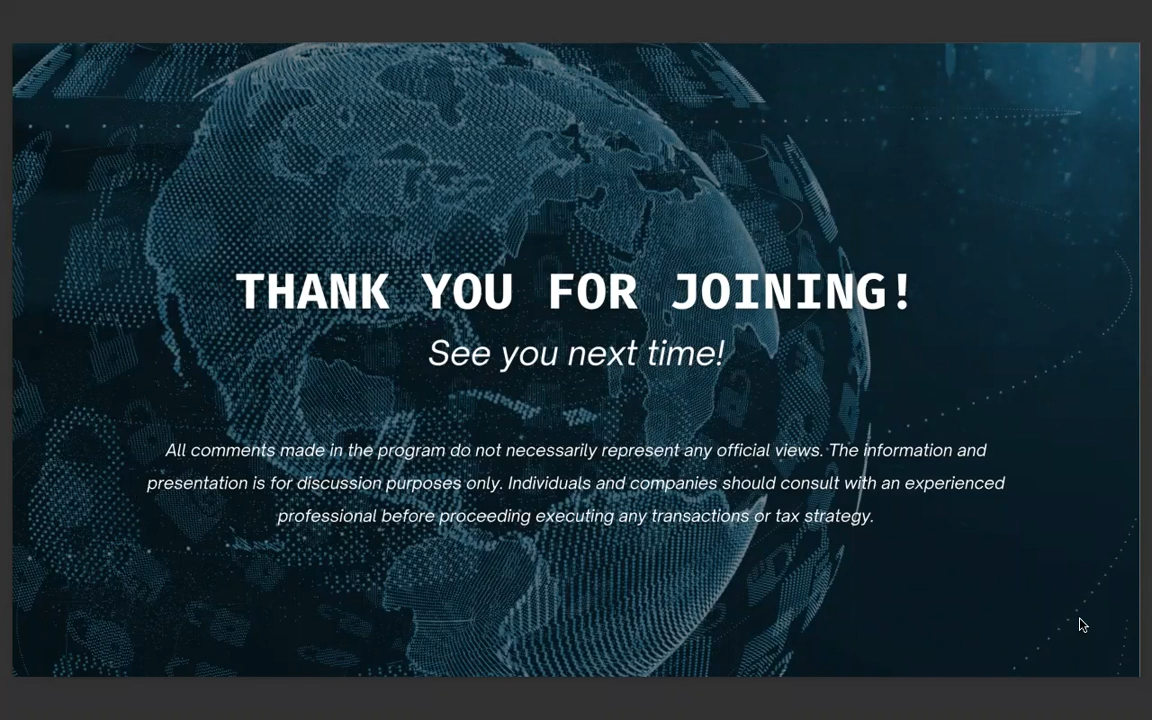 THANK YOU FOR JOINING!
See you next time!
All comments made in the program do not necessarily represent any official views. The information and
presentation is for discussion purposes only. Individuals and companies should consult with an experienced
professional before proceeding executing any transactions or tax strategy.